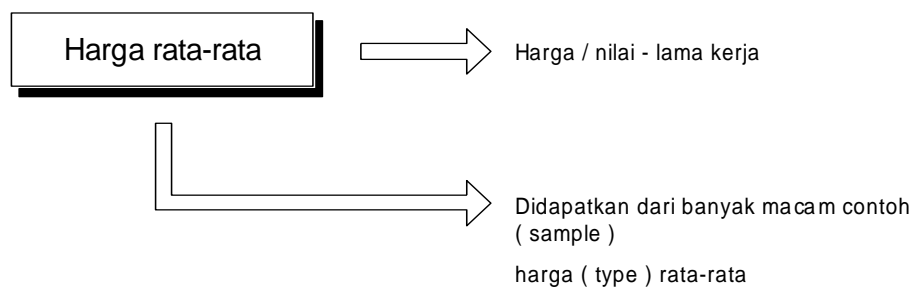 Harga rata-rata
Harga / nilai - lama kerja
Didapatkan dari banyak macam contoh
( sample )
harga ( type ) rata-rata